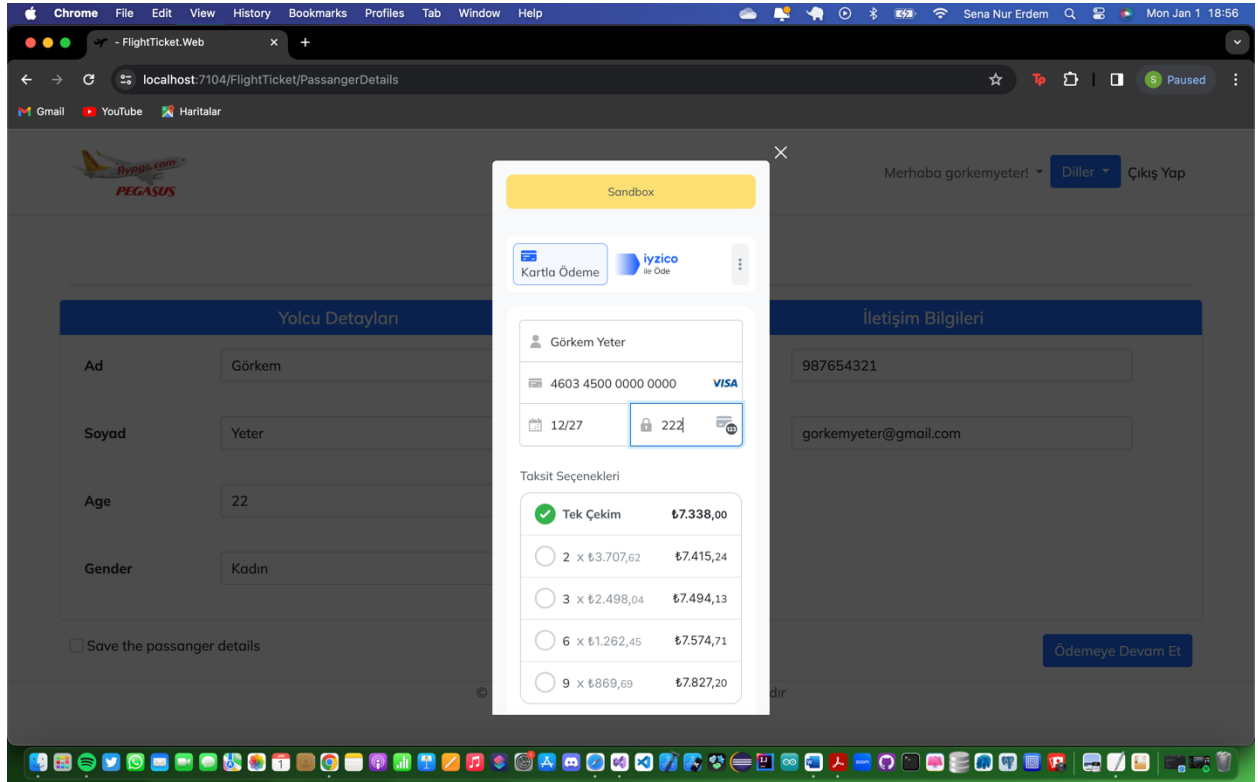 Chrome File Edit View History Bookmarks Profiles Tab Window Help Sena Nur Erdem Mon Jan 1 18:56
- FlightTicket.Web
localhost:7104/FlightTicket/PassangerDetails
Tp
S Paused
Gmail YouTube Haritalar
flypgs.com
PEGASUS
Merhaba gorkemyeter! Diller Çıkış Yap
Sandbox
Kartla Ödeme
iyzico
ile Öde
Yolcu Detayları
İletişim Bilgileri
Ad Görkem
Soyad Yeter
Age 22
Gender Kadın
987654321
gorkemyeter@gmail.com
Görkem Yeter
4603 4500 0000 0000 VISA
12/27 222
Taksit Seçenekleri
Tek Çekim ₺7.338,00
2 x ₺3.707,62 ₺7.415,24
3 x ₺2.498,04 ₺7.494,13
6 x ₺1.262,45 ₺7.574,71
9 x ₺869,69 ₺7.827,20
Save the passanger details
Ödemeye Devam Et
©
dır